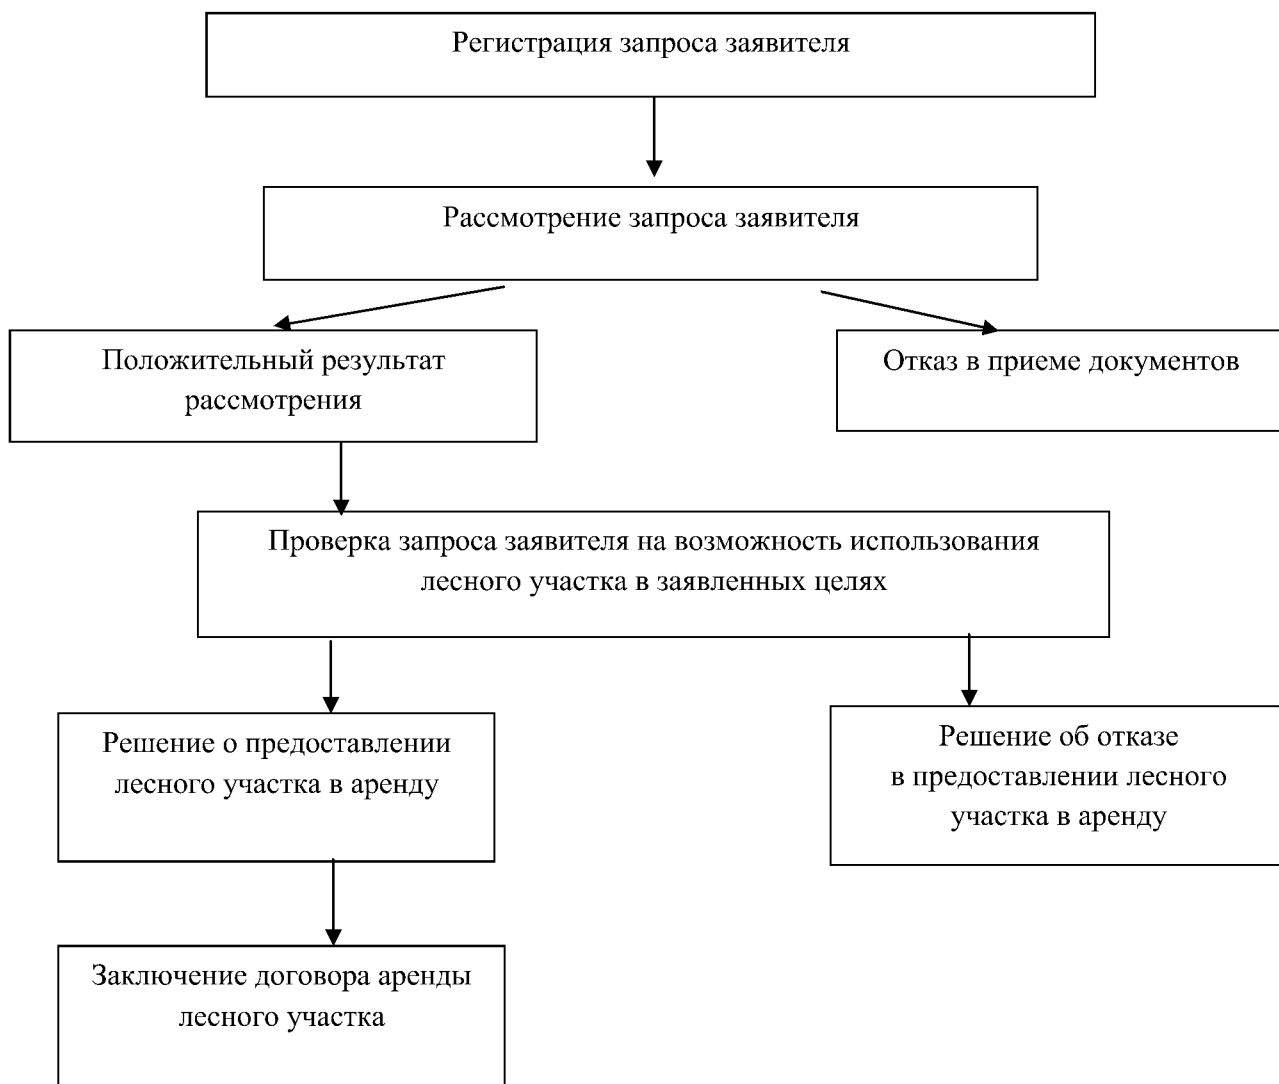 Регистрация запроса заявителя
Рассмотрение запроса заявителя
Положительный результат
рассмотрения
Отказ в приеме документов
Проверка запроса заявителя на возможность использования
лесного участка в заявленных целях
Решение о предоставлении
лесного участка в аренду
Решение об отказе
в предоставлении лесного
участка в аренду
Заключение договора аренды
лесного участка